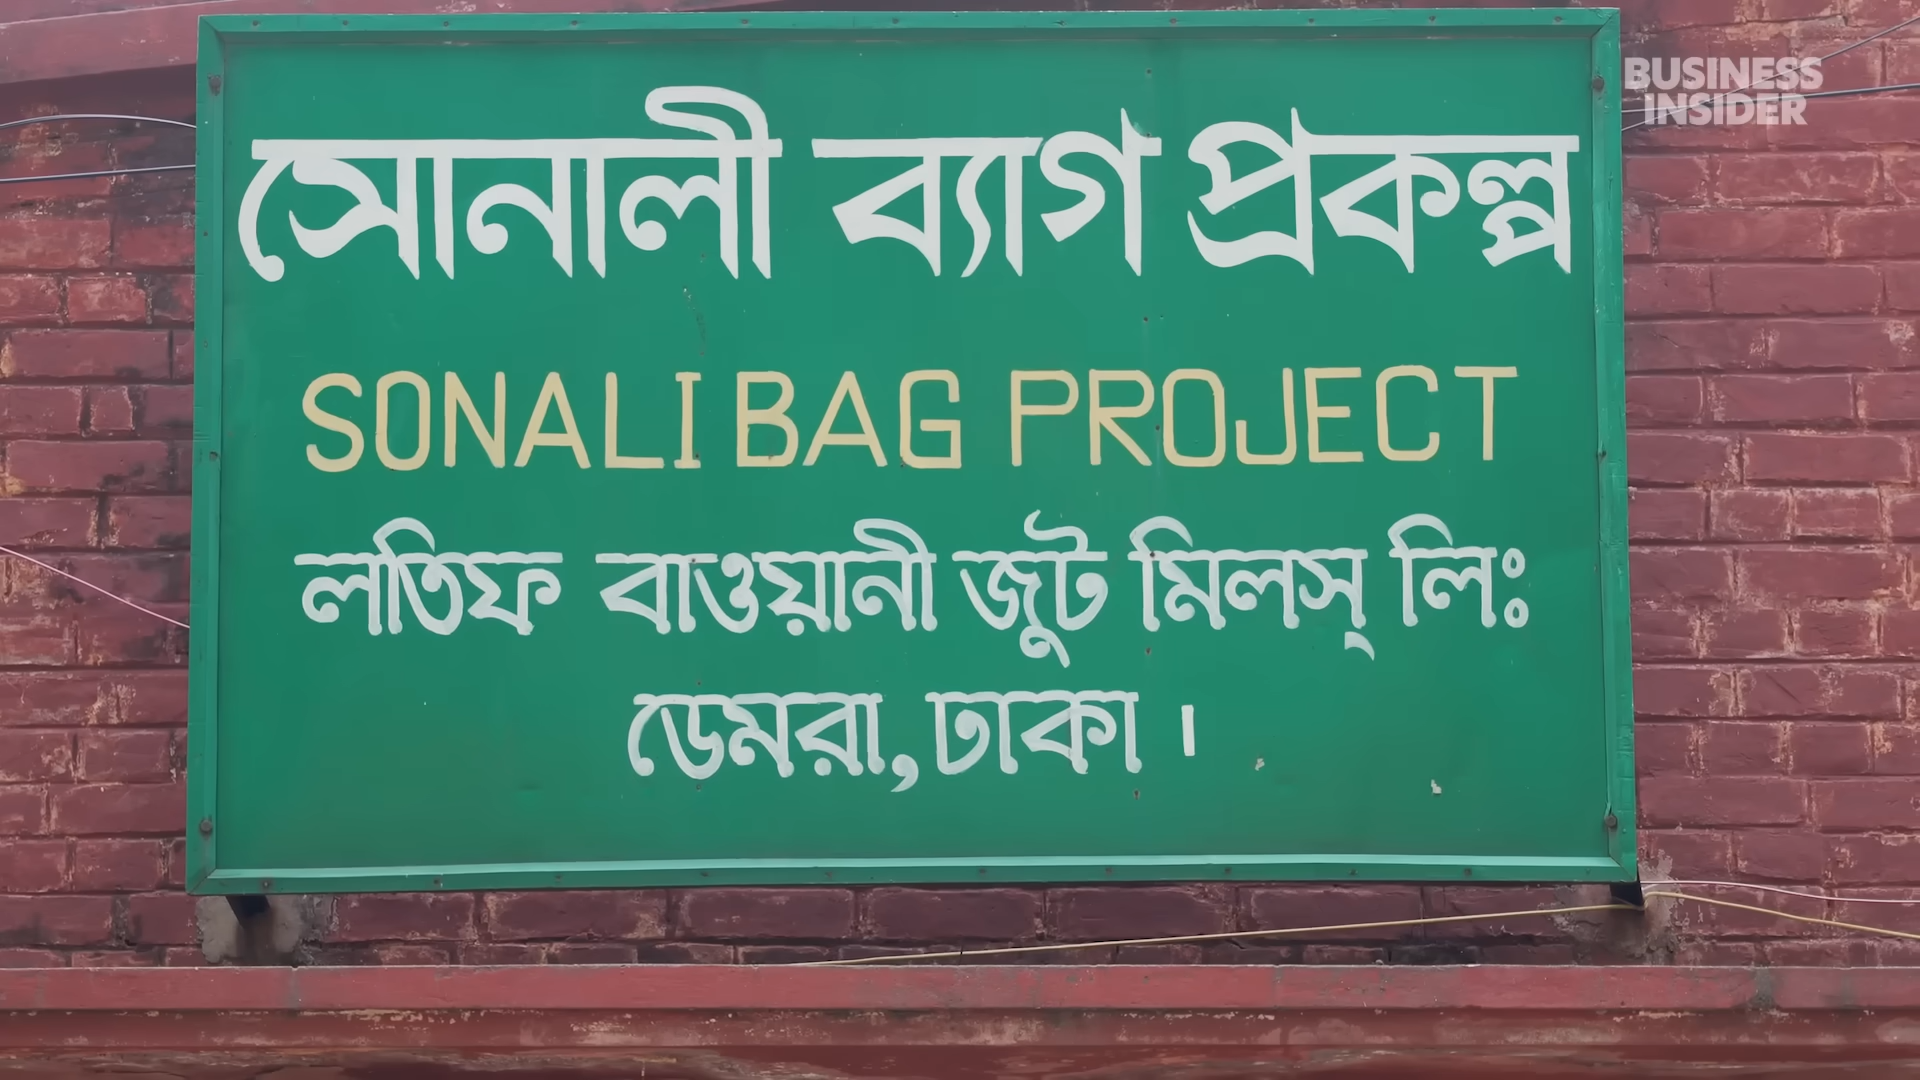 সোনালী ব্যাগ প্রকল্প
BUSINESS
INSIDER
SONALI BAG PROJECT
লতিফ বাওয়ানী জুট মিলস্ লিঃ
ডেমরা, ঢাকা ।